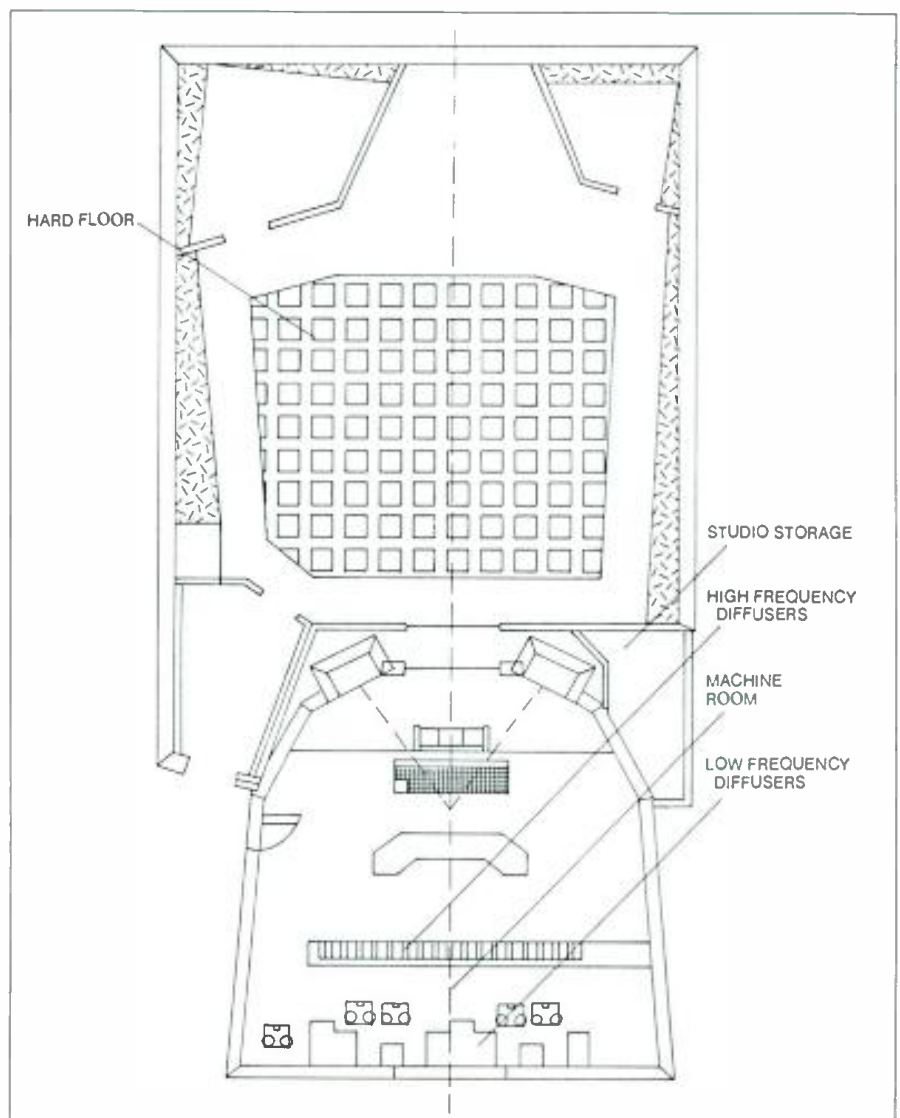 HARD FLOOR
STUDIO STORAGE
HIGH FREQUENCY
DIFFUSERS
MACHINE
ROOM
LOW FREQUENCY
DIFFUSERS